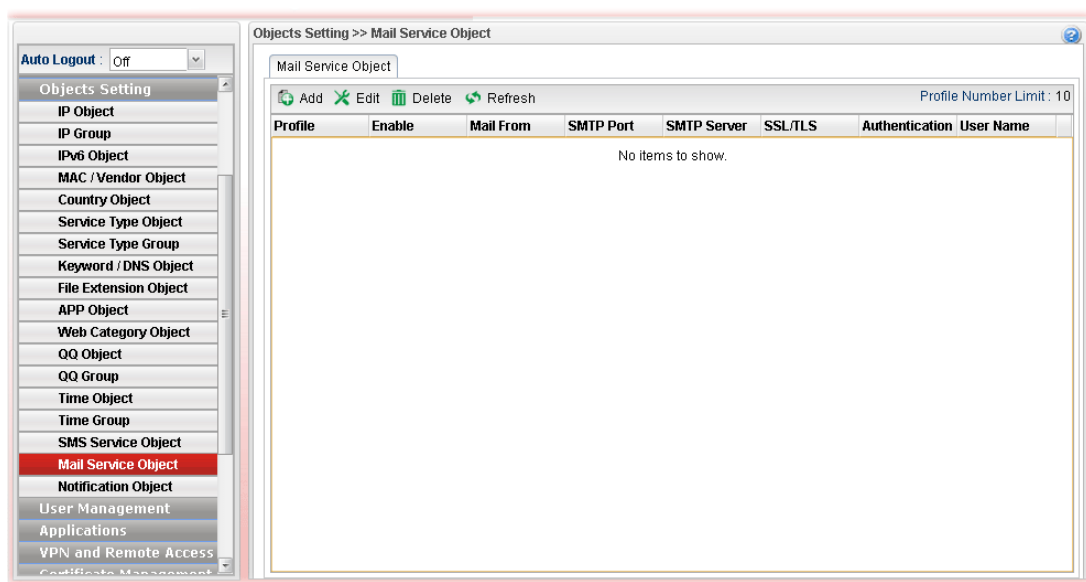 Objects Setting >> Mail Service Object
Auto Logout : Off
Objects Setting
IP Object
IP Group
IPv6 Object
MAC / Vendor Object
Country Object
Service Type Object
Service Type Group
Keyword / DNS Object
File Extension Object
APP Object
Web Category Object
QQ Object
QQ Group
Time Object
Time Group
SMS Service Object
Mail Service Object
Notification Object
User Management
Applications
VPN and Remote Access
Certificate Management
Mail Service Object
Add Edit Delete Refresh Profile Number Limit : 10
Profile Enable Mail From SMTP Port SMTP Server SSL/TLS Authentication User Name
No items to show.